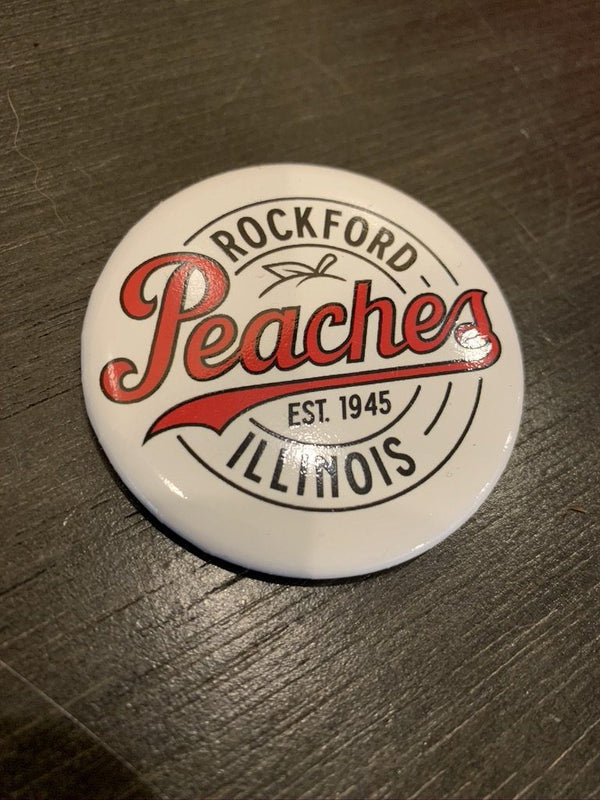 ROCKFORD
Peaches
EST. 1945
ILLINOIS